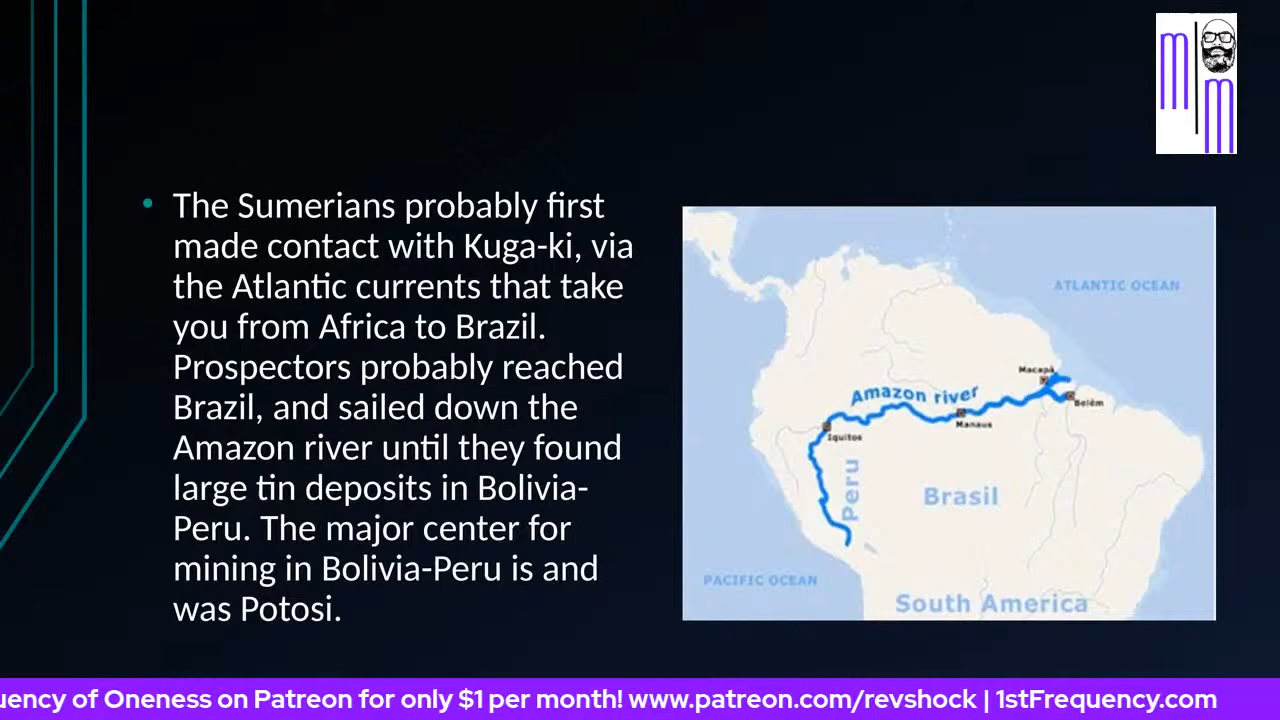 m
m
• The Sumerians probably first
made contact with Kuga-ki, via
the Atlantic currents that take
you from Africa to Brazil.
Prospectors probably reached
Brazil, and sailed down the
Amazon river until they found
large tin deposits in Bolivia-
Peru. The major center for
mining in Bolivia-Peru is and
was Potosi.
ATLANTIC OCEAN
Macapá
Amazon river
Belém
Manaus
Iquitos
Peru
Brasil
PACIFIC OCEAN
South America
uency of Oneness on Patreon for only $1 per month! www.patreon.com/revshock | 1stFrequency.com